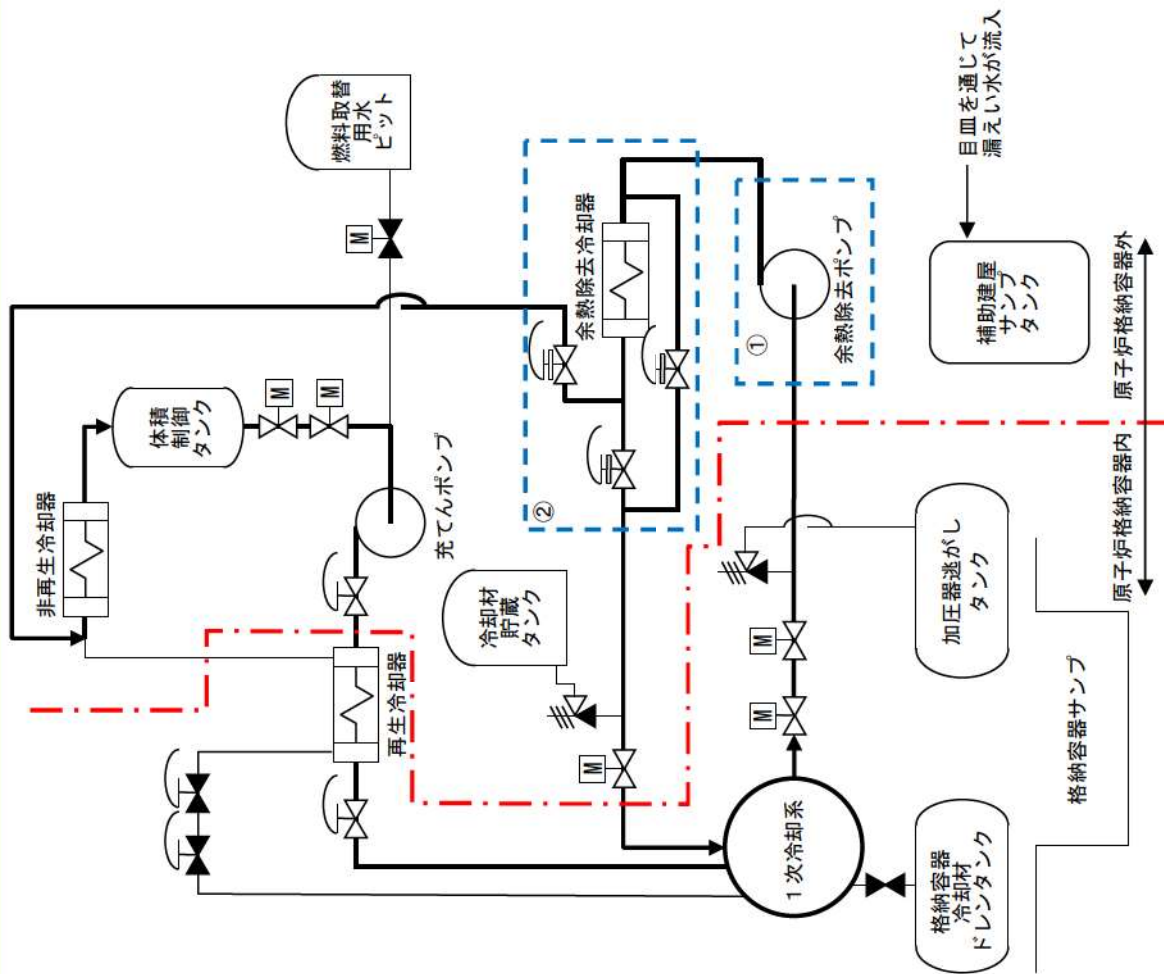 非再生冷却器
体積
制御
タンク
M
M
燃料取替
用水
ピット
M
充てんポンプ
再生冷却器
冷却材
貯蔵
タンク
②
余熱除去冷却器
M
①
余熱除去ポンプ
M
M
1次冷却系
加圧器逃がし
タンク
格納容器
冷却材
ドレンタンク
格納容器サンプ
補助建屋
サンプ
タンク
目皿を通じて
漏えい水が流入
原子炉格納容器内
原子炉格納容器外